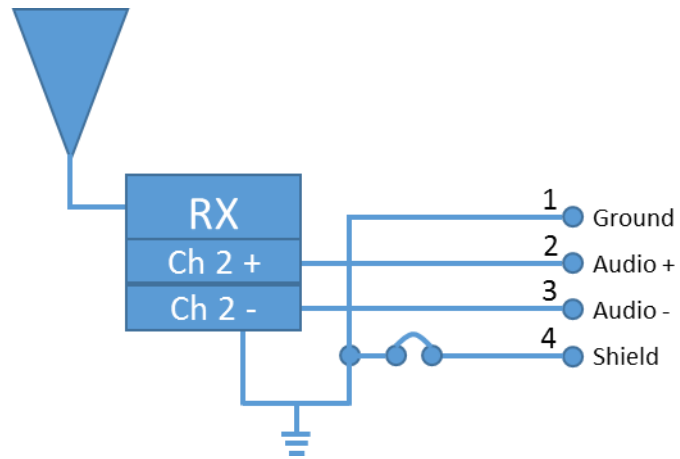 RX
Ch 2 +
Ch 2 -
1 Ground
2 Audio +
3 Audio -
4 Shield